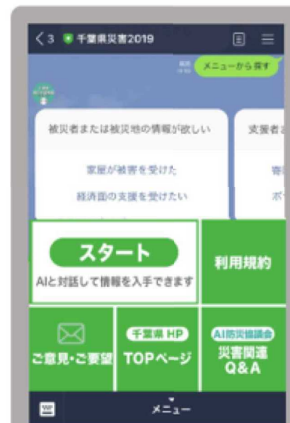 3 千葉県災害2019
メニューから探す
被災者または被災地の情報が欲しい
支援者
家屋が被害を受けた
経済面の支援を受けたい
スタート
AIと対話して情報を入手できます
利用規約
ご意見・ご要望
千葉県 HP
TOPページ
AI防災協議会
災害関連
Q&A
メニュー